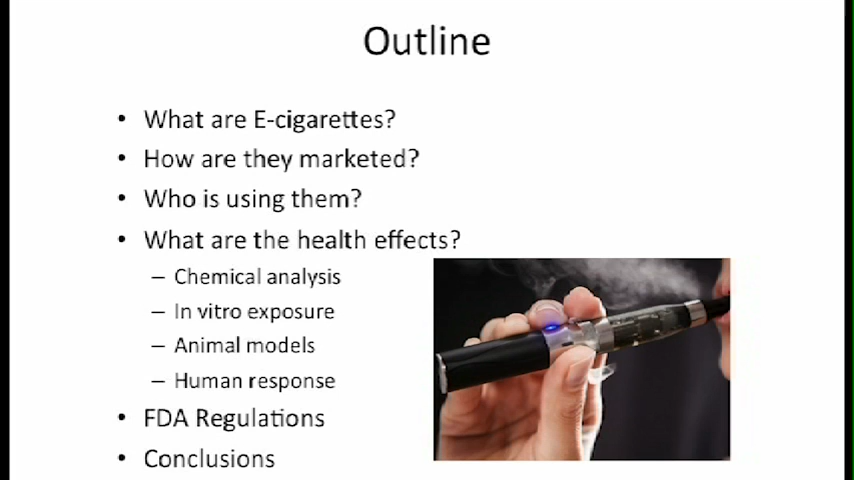 Outline
• What are E-cigarettes?
• How are they marketed?
• Who is using them?
• What are the health effects?
– Chemical analysis
– In vitro exposure
– Animal models
– Human response
• FDA Regulations
• Conclusions